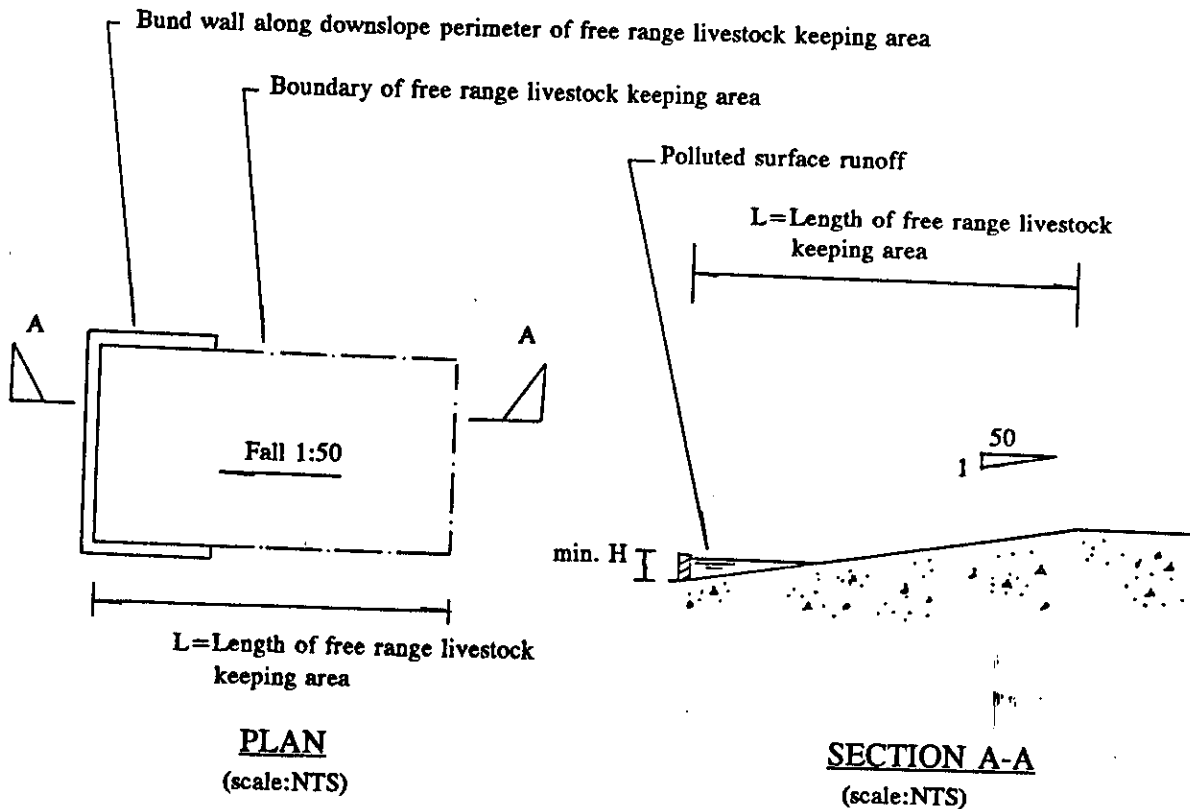 Bund wall along downslope perimeter of free range livestock keeping area
Boundary of free range livestock keeping area
Polluted surface runoff
L=Length of free range livestock
keeping area
A
A
Fall 1:50
50
1
min. H
L=Length of free range livestock
keeping area
PLAN
(scale:NTS)
SECTION A-A
(scale:NTS)